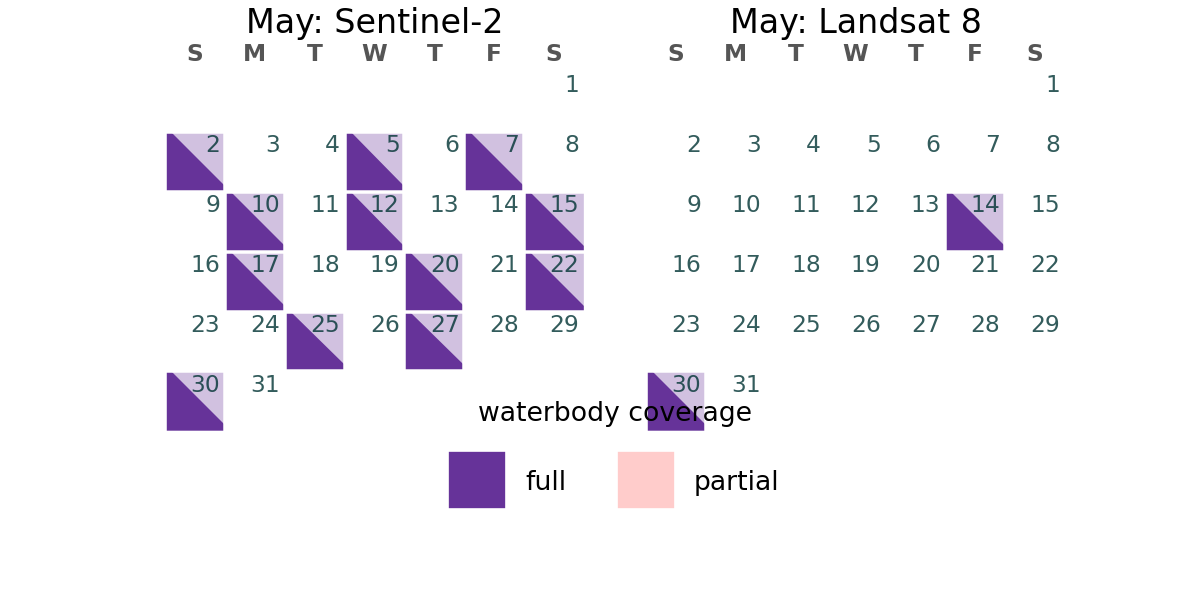 May: Sentinel-2
S M T W T F S
1
2 3 4 5 6 7 8
9 10 11 12 13 14 15
16 17 18 19 20 21 22
23 24 25 26 27 28 29
30 31
May: Landsat 8
S M T W T F S
1
2 3 4 5 6 7 8
9 10 11 12 13 14 15
16 17 18 19 20 21 22
23 24 25 26 27 28 29
30 31
waterbody coverage
full partial